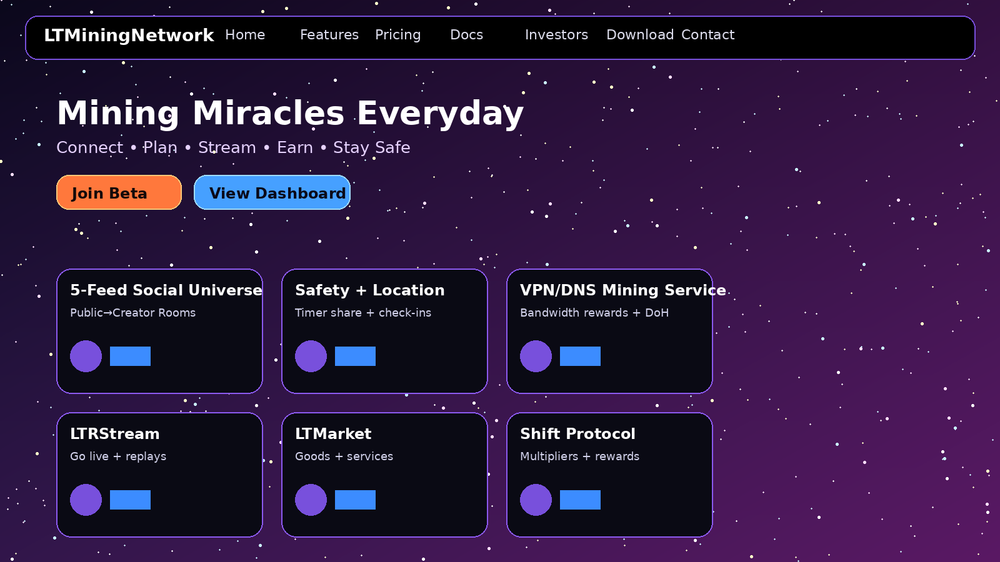 LTMiningNetwork Home Features Pricing Docs Investors Download Contact
Mining Miracles Everyday
Connect • Plan • Stream • Earn • Stay Safe
Join Beta View Dashboard
5-Feed Social Universe
Public→Creator Rooms
Safety + Location
Timer share + check-ins
VPN/DNS Mining Service
Bandwidth rewards + DoH
LTRStream
Go live + replays
LTMarket
Goods + services
Shift Protocol
Multipliers + rewards